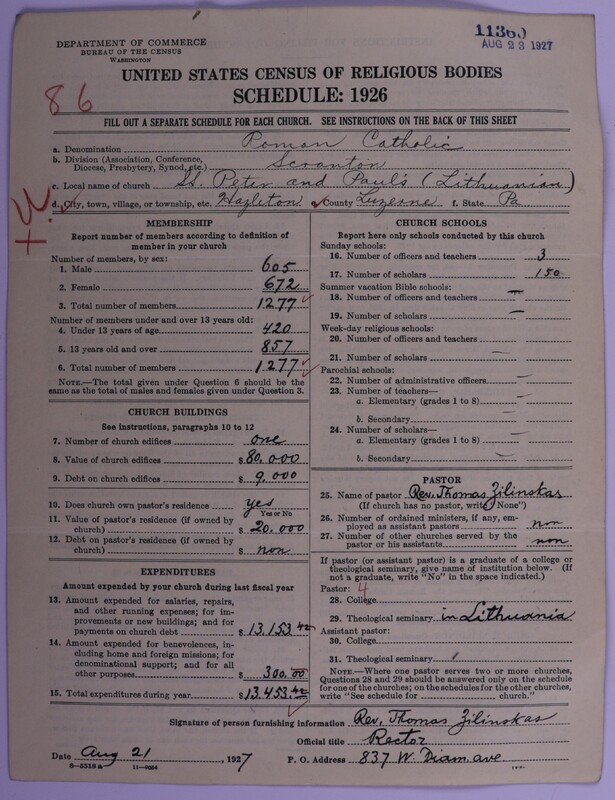 11360
AUG 23 1927
DEPARTMENT OF COMMERCE
BUREAU OF THE CENSUS
WASHINGTON
UNITED STATES CENSUS OF RELIGIOUS BODIES
SCHEDULE: 1926
86
FILL OUT A SEPARATE SCHEDULE FOR EACH CHURCH. SEE INSTRUCTIONS ON THE BACK OF THIS SHEET
a. Denomination Roman Catholic
b. Division (Association, Conference, Diocese, Presbytery, Synod, etc.) Scranton
c. Local name of church St. Peter and Paul's (Lithuanian)
d. City, town, village, or township, etc. Hazleton e. County Luzerne f. State Pa
MEMBERSHIP
Report number of members according to definition of
member in your church
Number of members, by sex:
1. Male 605
2. Female 672
3. Total number of members 1277
Number of members under and over 13 years old:
4. Under 13 years of age 420
5. 13 years old and over 857
6. Total number of members 1277
NOTE.—The total given under Question 6 should be the
same as the total of males and females given under Question 3.
CHURCH BUILDINGS
See instructions, paragraphs 10 to 12
7. Number of church edifices one
8. Value of church edifices $80,000
9. Debt on church edifices $ 9,000
10. Does church own pastor's residence yes
Yes or No
11. Value of pastor's residence (if owned by
church) $ 20,000
12. Debt on pastor's residence (if owned by
church) $ non
EXPENDITURES
Amount expended by your church during last fiscal year
13. Amount expended for salaries, repairs,
and other running expenses; for im-
provements or new buildings; and for
payments on church debt $ 13,153.42
14. Amount expended for benevolences,
including home and foreign missions; for
denominational support; and for all
other purposes $ 300.00
15. Total expenditures during year $13,453.42
CHURCH SCHOOLS
Report here only schools conducted by this church
Sunday schools:
16. Number of officers and teachers 3
17. Number of scholars 150
Summer vacation Bible schools:
18. Number of officers and teachers —
19. Number of scholars —
Week-day religious schools:
20. Number of officers and teachers
21. Number of scholars —
Parochial schools:
22. Number of administrative officers —
23. Number of teachers—
a. Elementary (grades 1 to 8) —
b. Secondary —
24. Number of scholars—
a. Elementary (grades 1 to 8) —
b. Secondary —
PASTOR
25. Name of pastor Rev. Thomas Zilinskas
(If church has no pastor, write "None")
26. Number of ordained ministers, if any, em-
ployed as assistant pastors non
27. Number of other churches served by the
pastor or his assistants non
If pastor (or assistant pastor) is a graduate of a college or
theological seminary, give name of institution below. (If
not a graduate, write "No" in the space indicated.)
Pastor: 4
28. College
29. Theological seminary in Lithuania
Assistant pastor:
30. College
31. Theological seminary
NOTE.—Where one pastor serves two or more churches,
Questions 28 and 29 should be answered only on the schedule
for one of the churches; on the schedules for the other churches,
write "See schedule for church."
Signature of person furnishing information Rev. Thomas Zilinskas
Official title Rector
Date Aug 21, 1927 P. O. Address 837 W. Diam. ave
8-5518a 11-9034